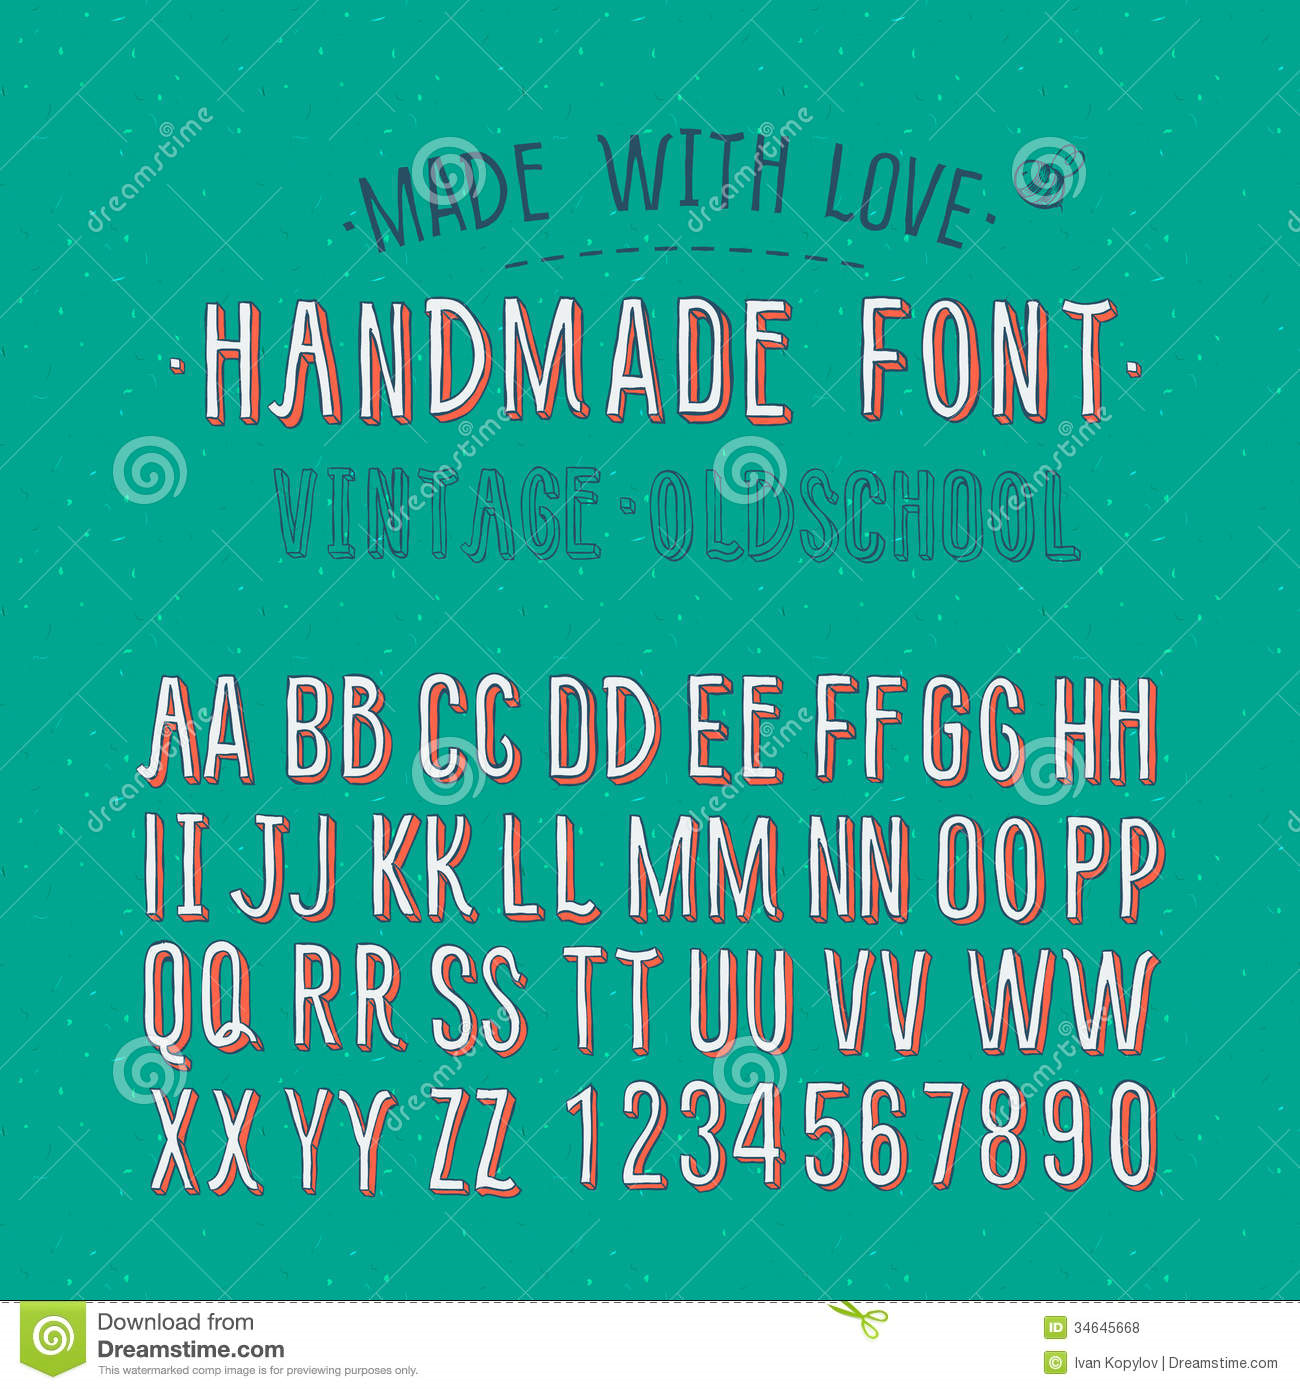 ·MADE WITH LOVE·
·HANDMADE FONT·
VINTAGE·OLDSCHOOL
AA BB CC DD EE FF GG HH
II JJ KK LL MM NN OO PP
QQ RR SS TT UU VV WW
XX YY ZZ 1234567890
dreamstime
Download from
Dreamstime.com
This watermarked comp image is for previewing purposes only.
ID 34645668
© Ivan Kopylov | Dreamstime.com